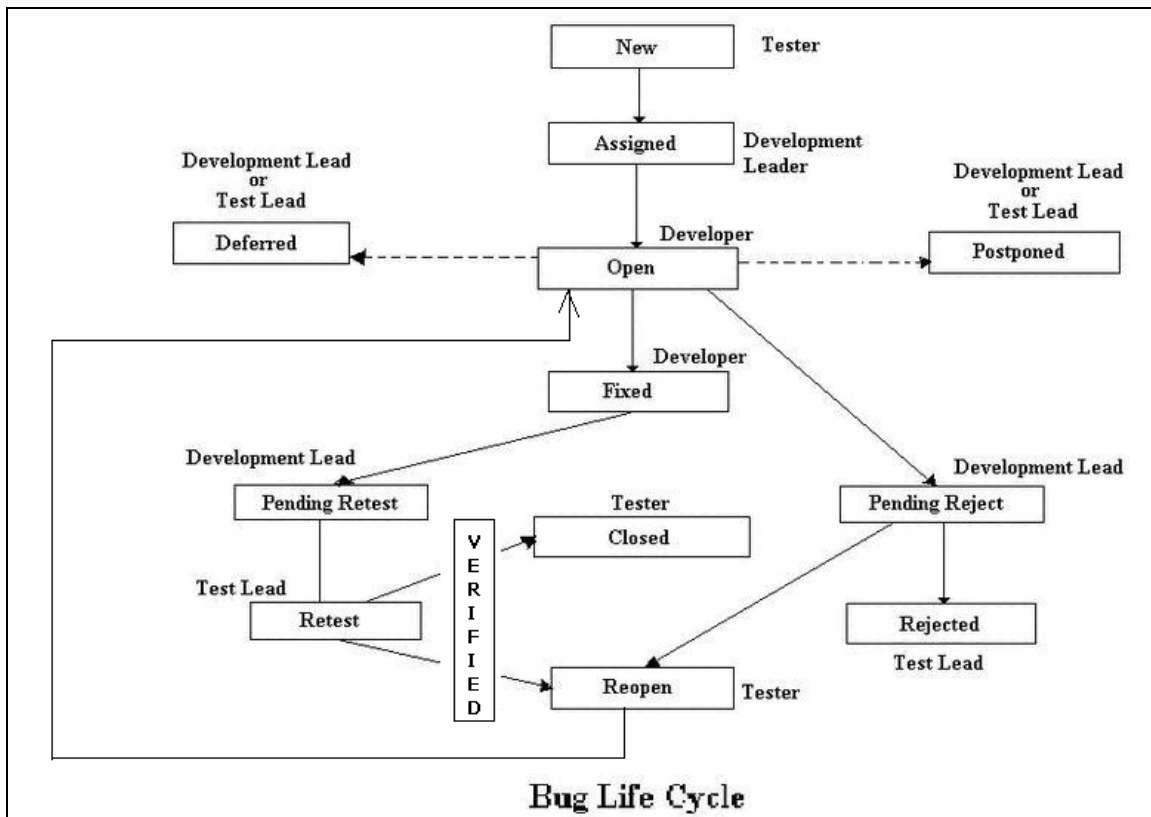 New
Tester
Assigned
Development
Leader
Development Lead
or
Test Lead
Deferred
Developer
Open
Development Lead
or
Test Lead
Postponed
Developer
Fixed
Development Lead
Pending Retest
Development Lead
Pending Reject
Tester
Closed
VERIFIED
Test Lead
Retest
Rejected
Test Lead
Reopen
Tester
Bug Life Cycle